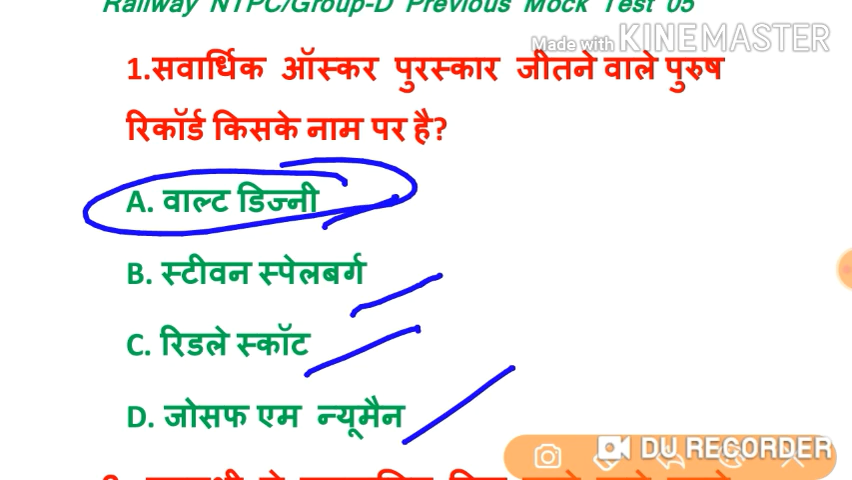 Railway NTPC/Group-D Previous Mock Test 05
Made with KINEMASTER
1.सवार्धिक ऑस्कर पुरस्कार जीतने वाले पुरुष
रिकॉर्ड किसके नाम पर है?
A. वाल्ट डिज्नी
B. स्टीवन स्पेलबर्ग
C. रिडले स्कॉट
D. जोसफ एम न्यूमैन
DU RECORDER